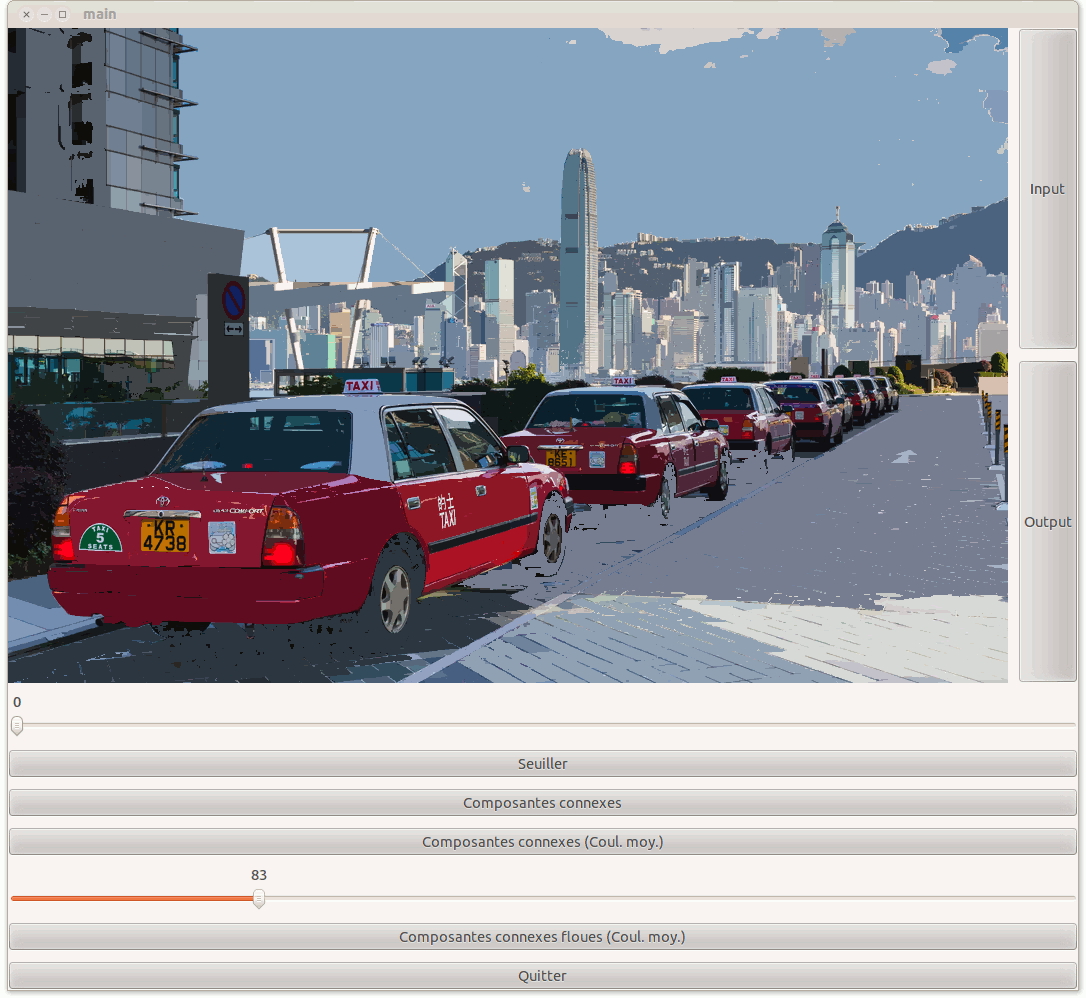 main
Input
TAXI
TAXI
TAXI
的士
TAXI
COMFORT
TAXI
5
SEATS
KR
4738
Output
0
Seuiller
Composantes connexes
Composantes connexes (Coul. moy.)
83
Composantes connexes floues (Coul. moy.)
Quitter